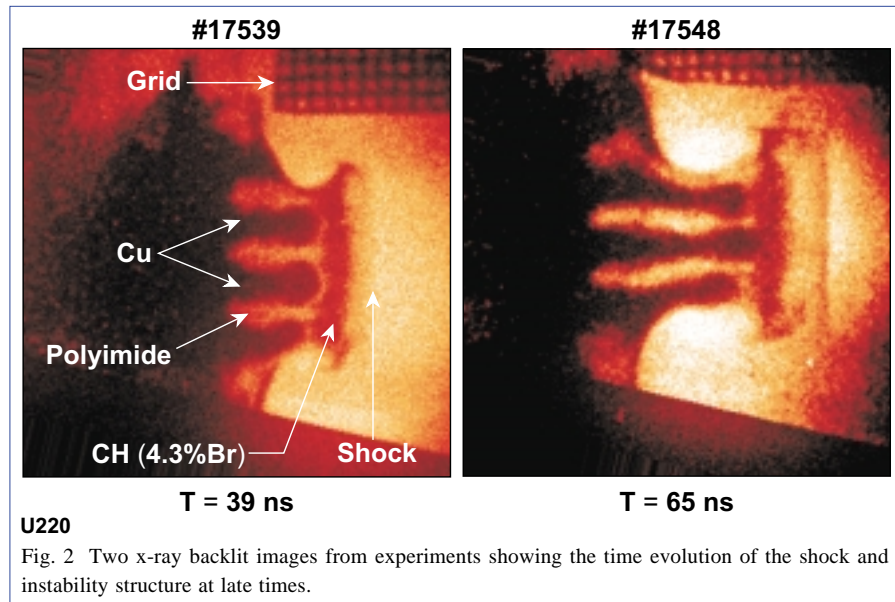 #17539
#17548
Grid
Cu
Polyimide
CH (4.3%Br)
Shock
T = 39 ns
T = 65 ns
U220
Fig. 2 Two x-ray backlit images from experiments showing the time evolution of the shock and
instability structure at late times.